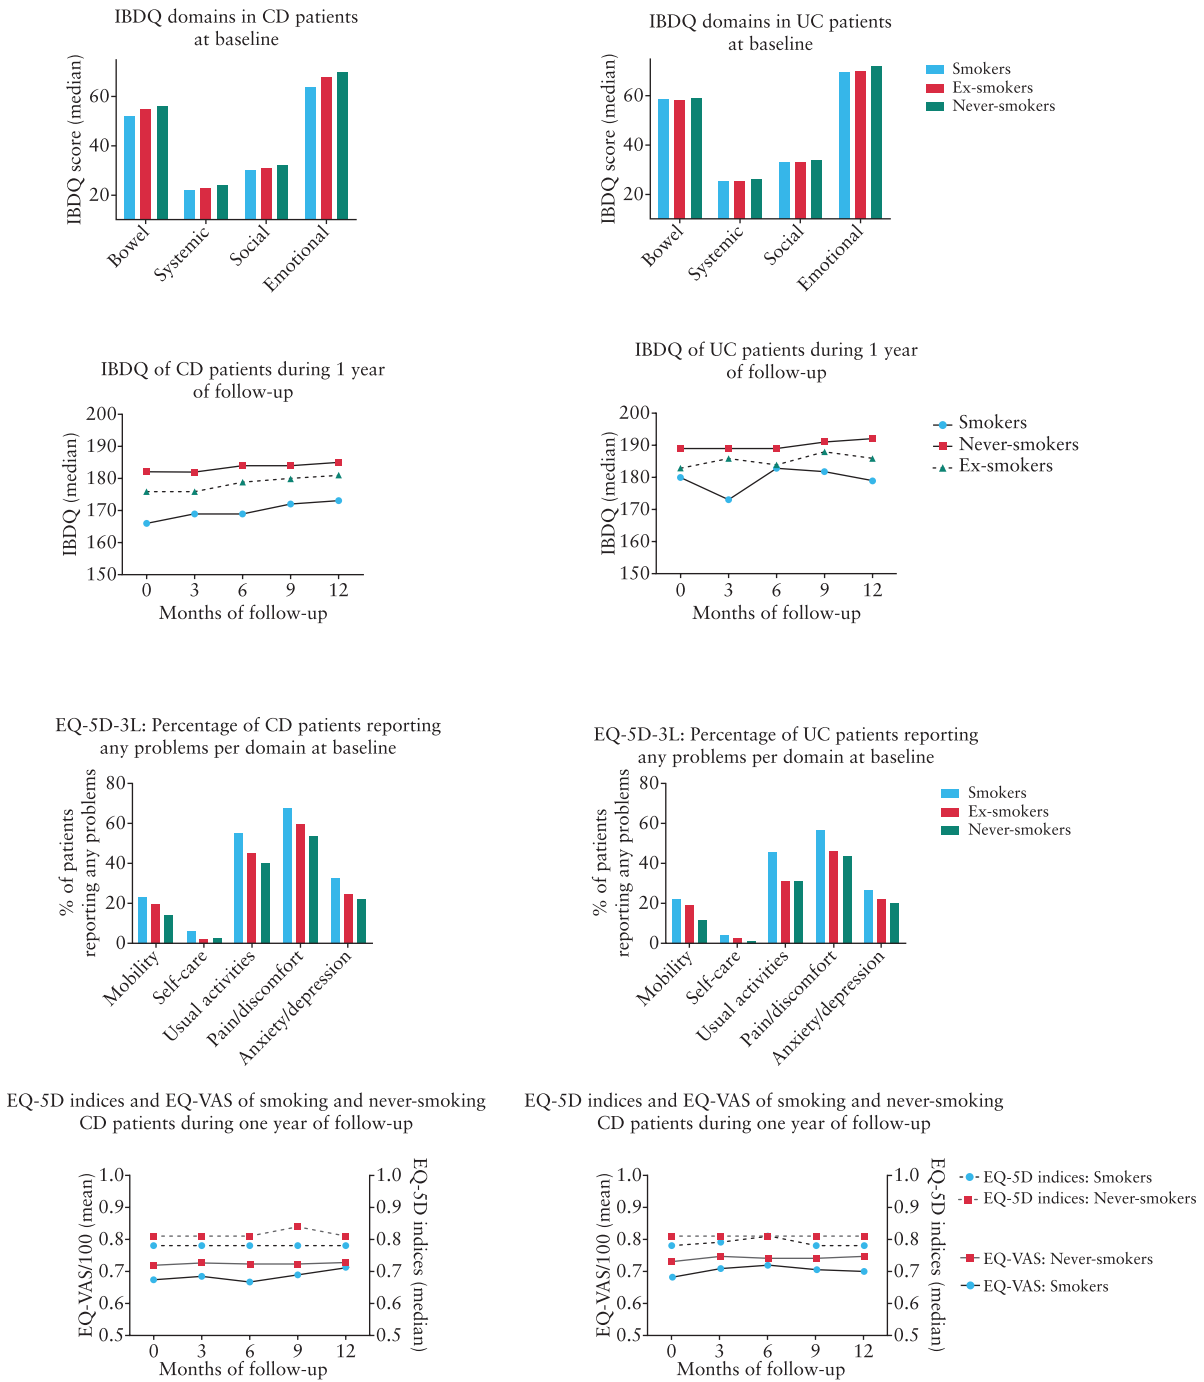 IBDQ domains in CD patients
at baseline
IBDQ score (median)
60
40
20
Bowel
Systemic
Social
Emotional
IBDQ domains in UC patients
at baseline
IBDQ score (median)
60
40
20
Bowel
Systemic
Social
Emotional
Smokers
Ex-smokers
Never-smokers
IBDQ of CD patients during 1 year
of follow-up
IBDQ (median)
200
190
180
170
160
150
0 3 6 9 12
Months of follow-up
IBDQ of UC patients during 1 year
of follow-up
IBDQ (median)
200
190
180
170
160
150
0 3 6 9 12
Months of follow-up
Smokers
Never-smokers
Ex-smokers
EQ-5D-3L: Percentage of CD patients reporting
any problems per domain at baseline
% of patients
reporting any problems
80
60
40
20
0
Mobility
Self-care
Usual activities
Pain/discomfort
Anxiety/depression
EQ-5D-3L: Percentage of UC patients reporting
any problems per domain at baseline
% of patients
reporting any problems
80
60
40
20
0
Mobility
Self-care
Usual activities
Pain/discomfort
Anxiety/depression
Smokers
Ex-smokers
Never-smokers
EQ-5D indices and EQ-VAS of smoking and never-smoking
CD patients during one year of follow-up
EQ-VAS/100 (mean)
1.0
0.9
0.8
0.7
0.6
0.5
0 3 6 9 12
Months of follow-up
1.0
0.9
0.8
0.7
0.6
0.5
EQ-5D indices (median)
EQ-5D indices and EQ-VAS of smoking and never-smoking
CD patients during one year of follow-up
EQ-VAS/100 (mean)
1.0
0.9
0.8
0.7
0.6
0.5
0 3 6 9 12
Months of follow-up
1.0
0.9
0.8
0.7
0.6
0.5
EQ-5D indices (median)
EQ-5D indices: Smokers
EQ-5D indices: Never-smokers
EQ-VAS: Never-smokers
EQ-VAS: Smokers